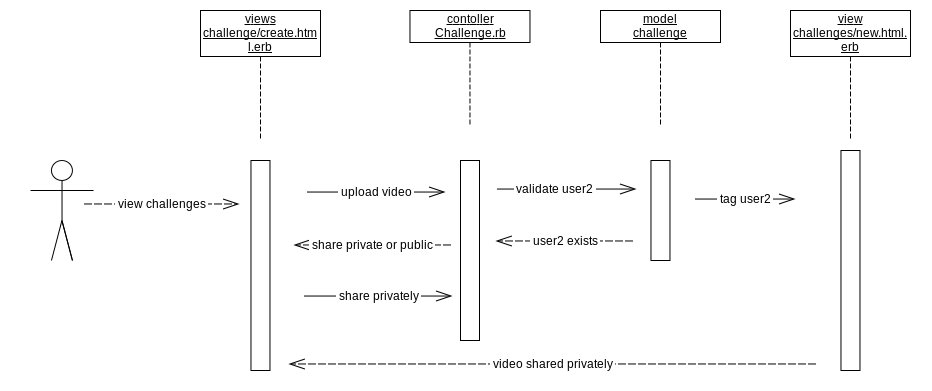 views
challenge/create.htm
l.erb
contoller
Challenge.rb
model
challenge
view
challenges/new.html.
erb
view challenges
upload video
validate user2
tag user2
share private or public
user2 exists
share privately
video shared privately